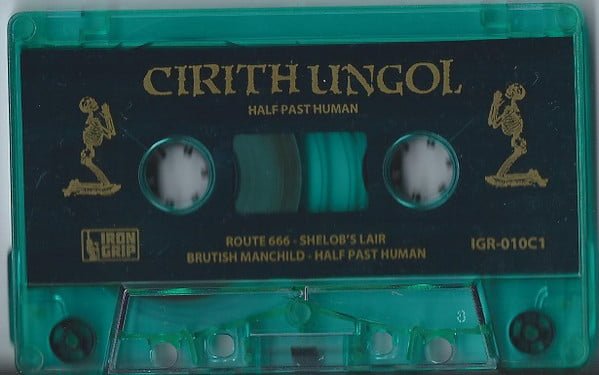 CIRITH UNGOL
HALF PAST HUMAN
IRON
GRIP
ROUTE 666 - SHELOB'S LAIR
BRUTISH MANCHILD - HALF PAST HUMAN
IGR-010C1